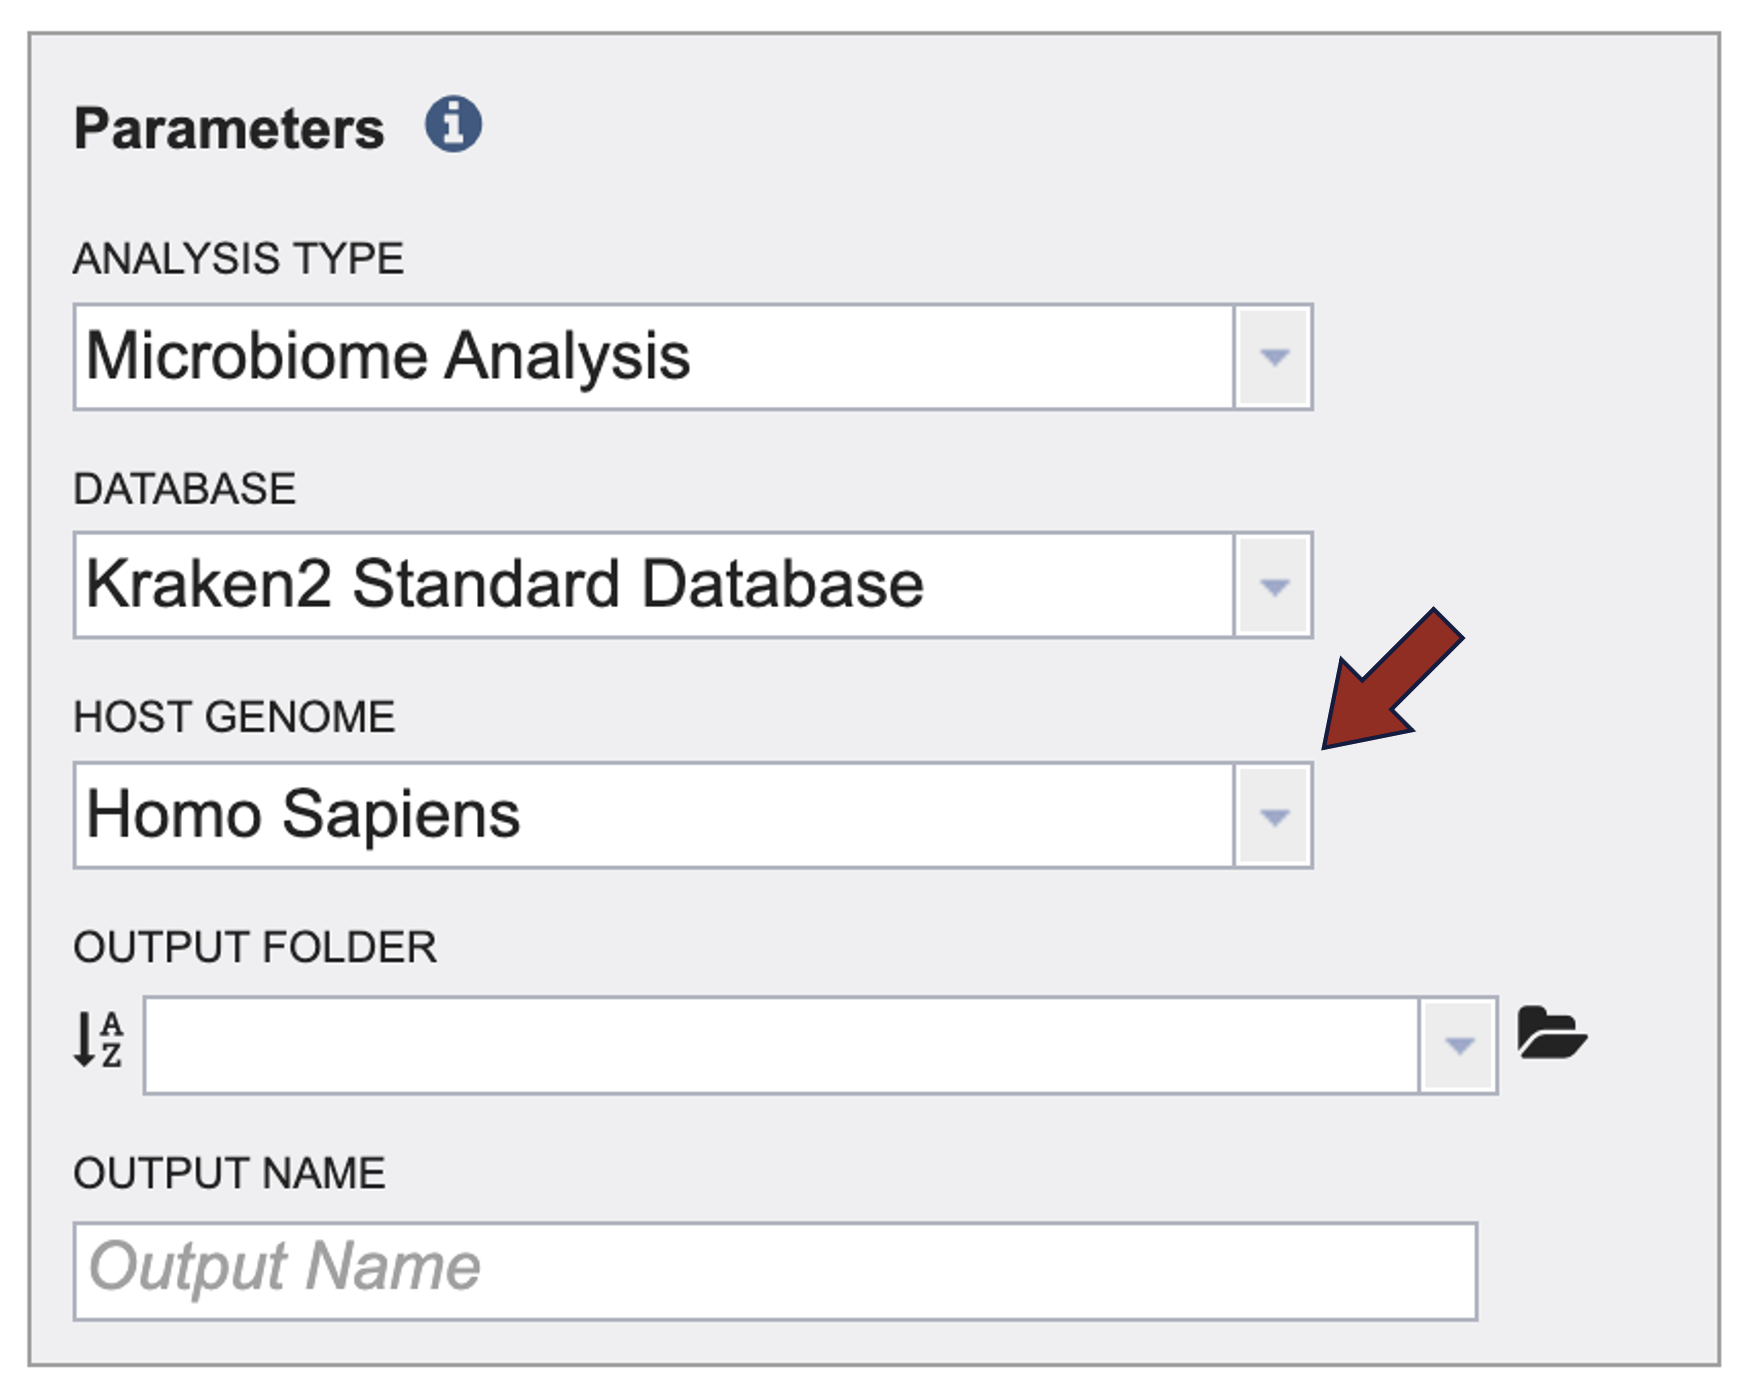 Parameters
ANALYSIS TYPE
Microbiome Analysis
DATABASE
Kraken2 Standard Database
HOST GENOME
Homo Sapiens
OUTPUT FOLDER
A
Z
OUTPUT NAME
Output Name